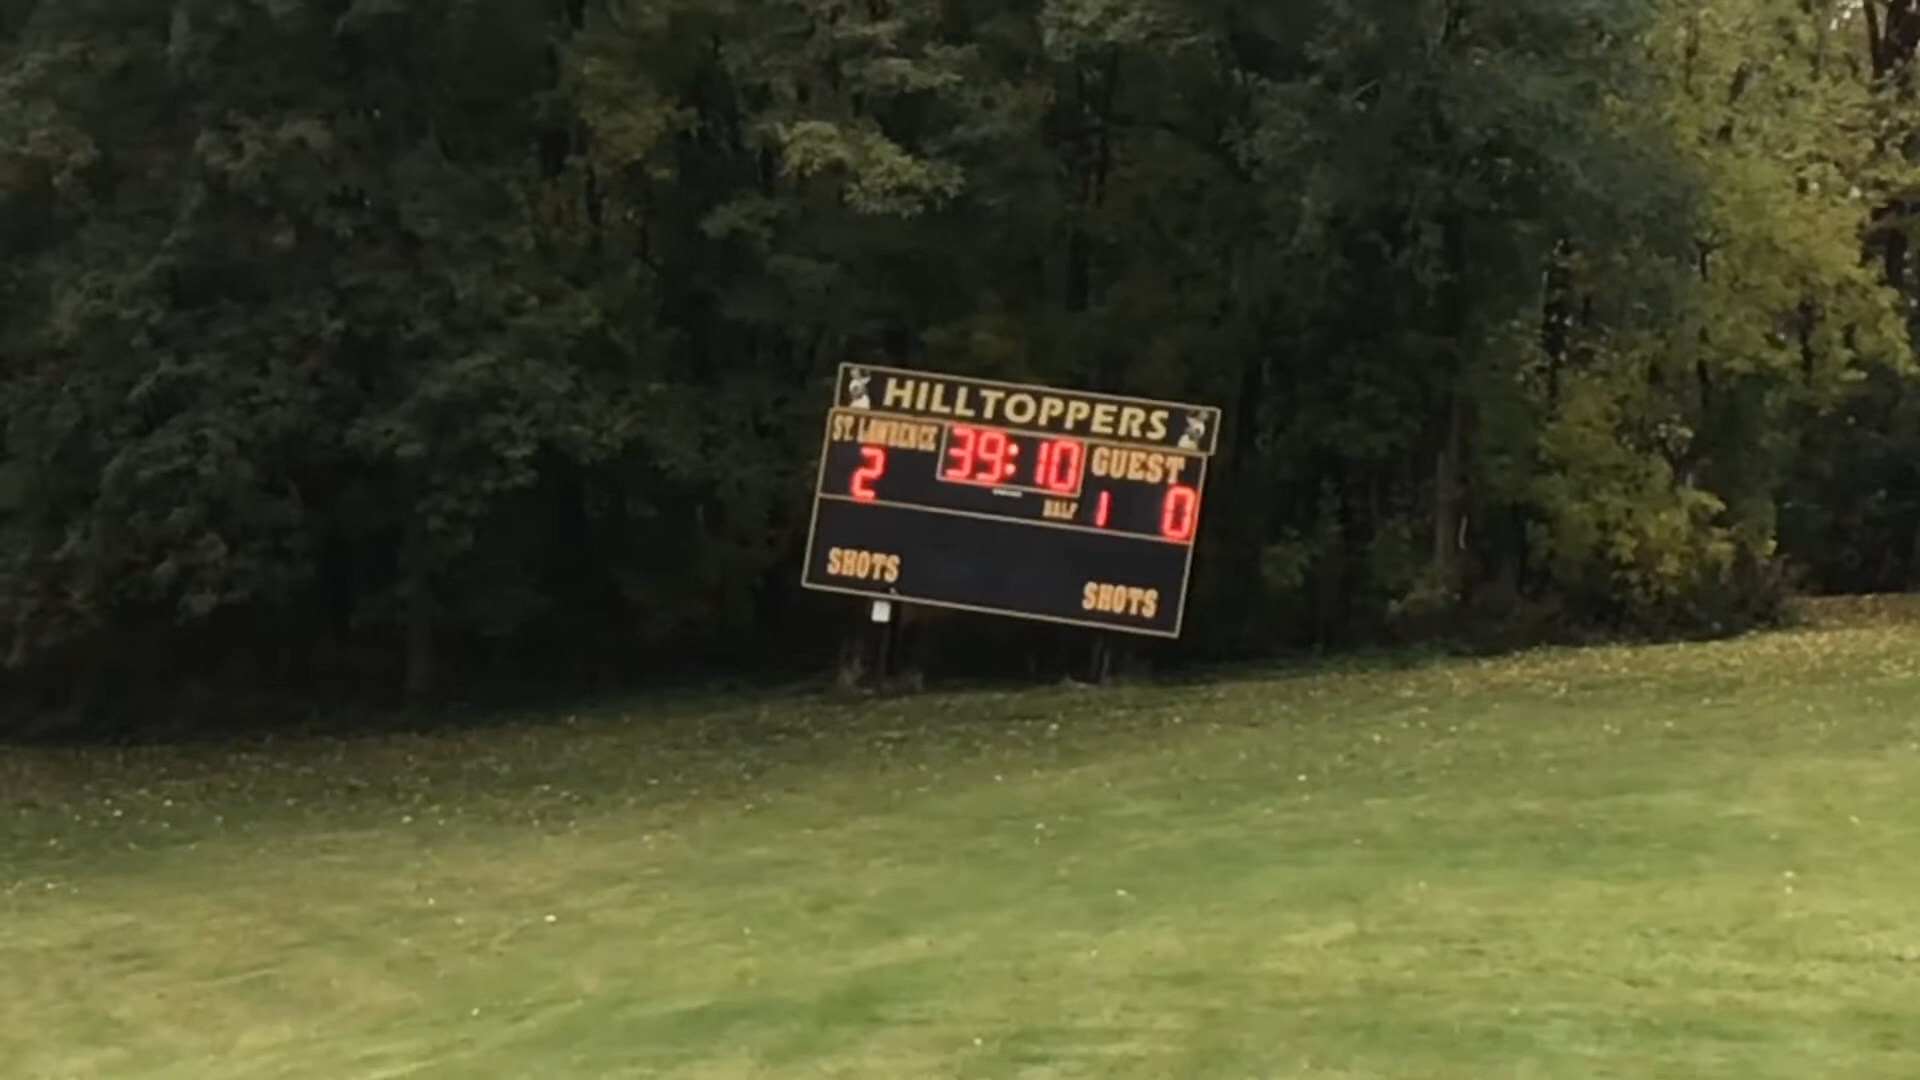 HILLTOPPERS
ST. LAWRENCE 39:10 GUEST
2 HALF 1 0
SHOTS SHOTS